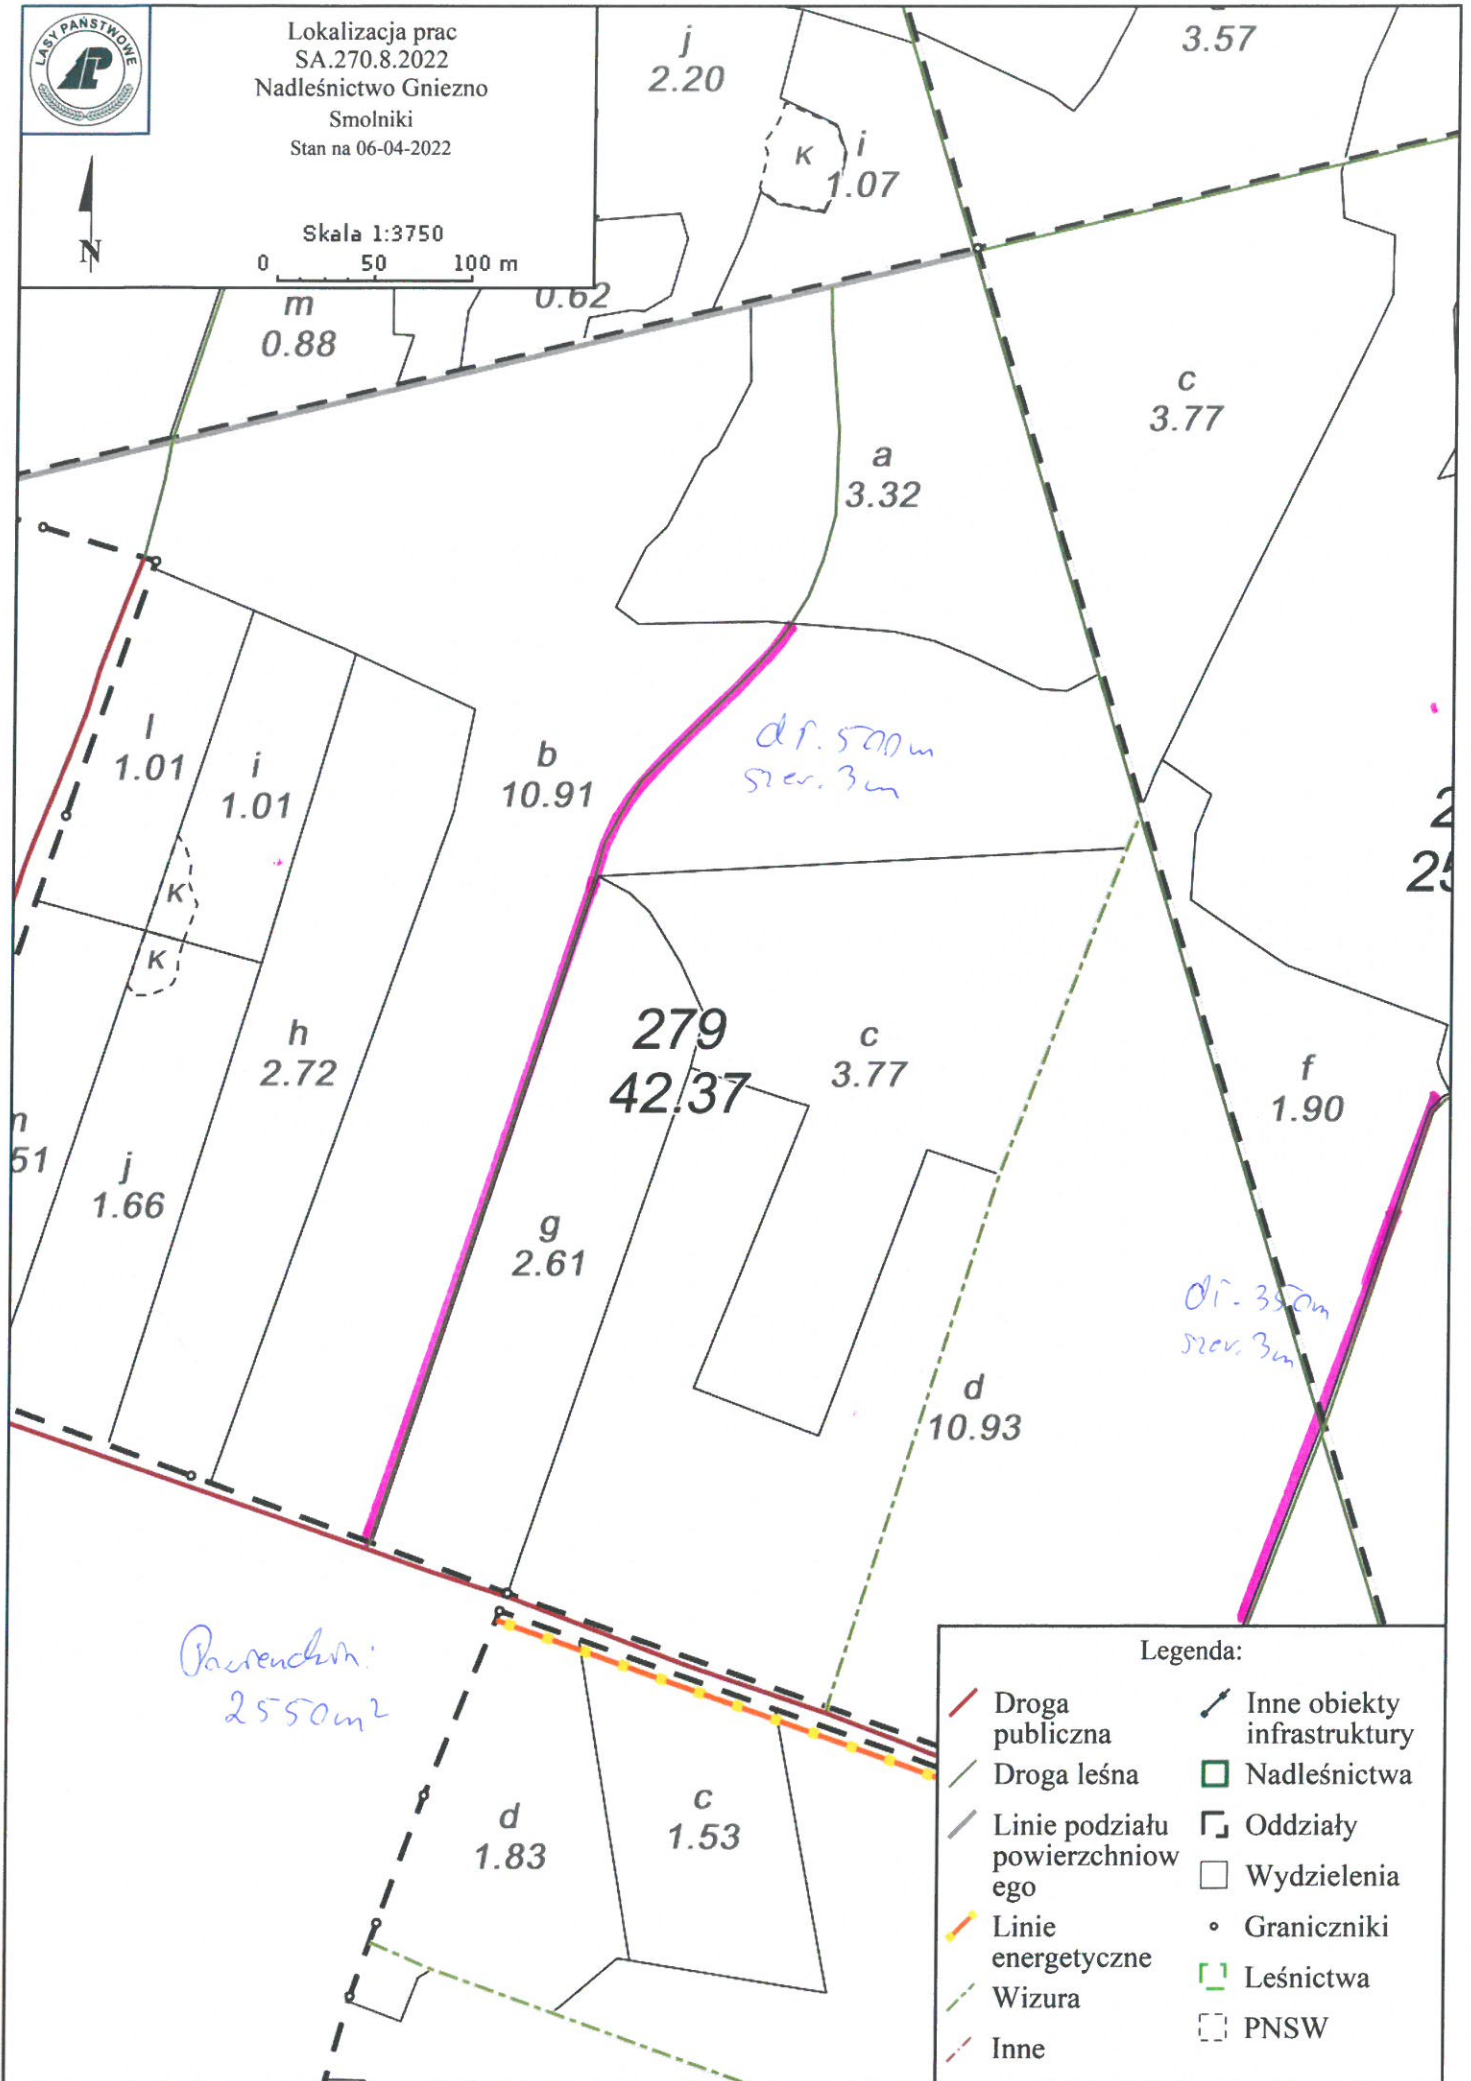 LASY PAŃSTWOWE
Lokalizacja prac
SA.270.8.2022
Nadleśnictwo Gniezno
Smolniki
Stan na 06-04-2022
N
Skala 1:3750
0 50 100 m
j
2.20
3.57
K
i
1.07
m
0.88
0.62
c
3.77
a
3.32
l
1.01
i
1.01
b
10.91
dł. 500m
szer. 3m
K
K
279
42.37
c
3.77
h
2.72
f
1.90
51
j
1.66
g
2.61
dł. 350m
szer. 3m
d
10.93
2550m²
d
1.83
c
1.53
Legenda:
Droga
publiczna
Droga leśna
Linie podziału
powierzchniow
ego
Linie
energetyczne
Wizura
Inne
Inne obiekty
infrastruktury
Nadleśnictwa
Oddziały
Wydzielenia
Graniczniki
Leśnictwa
PNSW